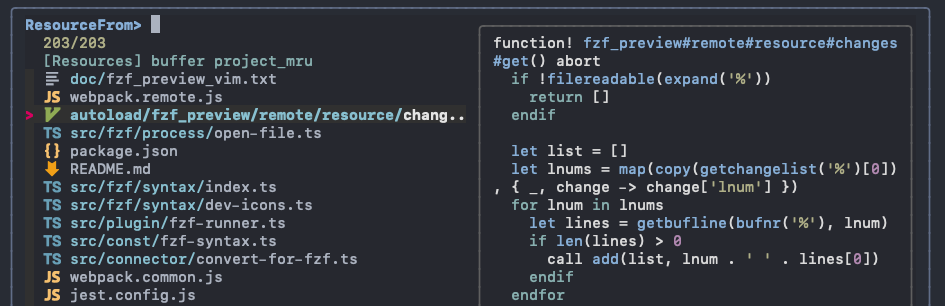 ResourceFrom>
203/203
[Resources] buffer project_mru
doc/fzf_preview_vim.txt
JS webpack.remote.js
> autoload/fzf_preview/remote/resource/chang..
TS src/fzf/process/open-file.ts
{} package.json
README.md
TS src/fzf/syntax/index.ts
TS src/fzf/syntax/dev-icons.ts
TS src/plugin/fzf-runner.ts
TS src/const/fzf-syntax.ts
TS src/connector/convert-for-fzf.ts
JS webpack.common.js
JS jest.config.js
function! fzf_preview#remote#resource#changes
#get() abort
if !filereadable(expand('%'))
return []
endif
let list = []
let lnums = map(copy(getchangelist('%')[0])
, { _, change -> change['lnum'] })
for lnum in lnums
let lines = getbufline(bufnr('%'), lnum)
if len(lines) > 0
call add(list, lnum . ' ' . lines[0])
endif
endfor